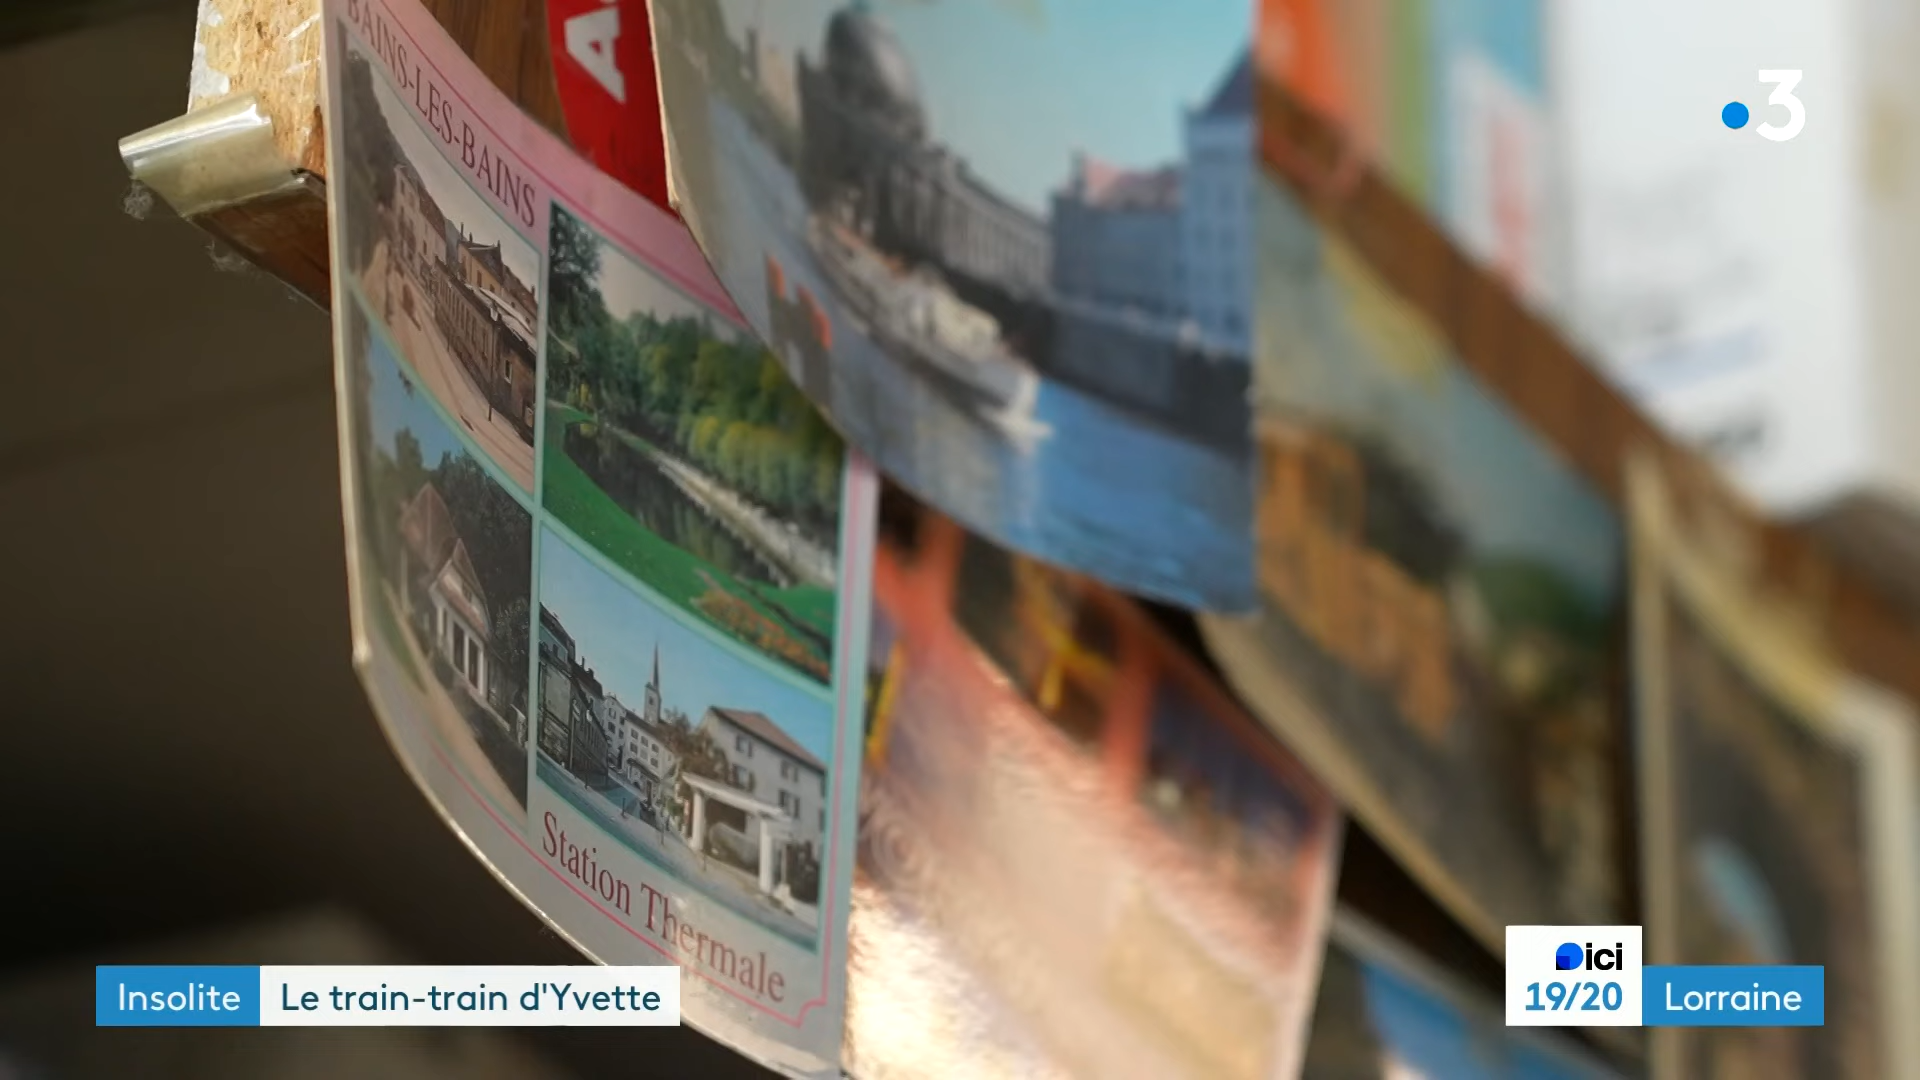 BAINS-LES-BAINS
A
3
Station Thermale
Insolite
Le train-train d'Yvette
ici
19/20
Lorraine